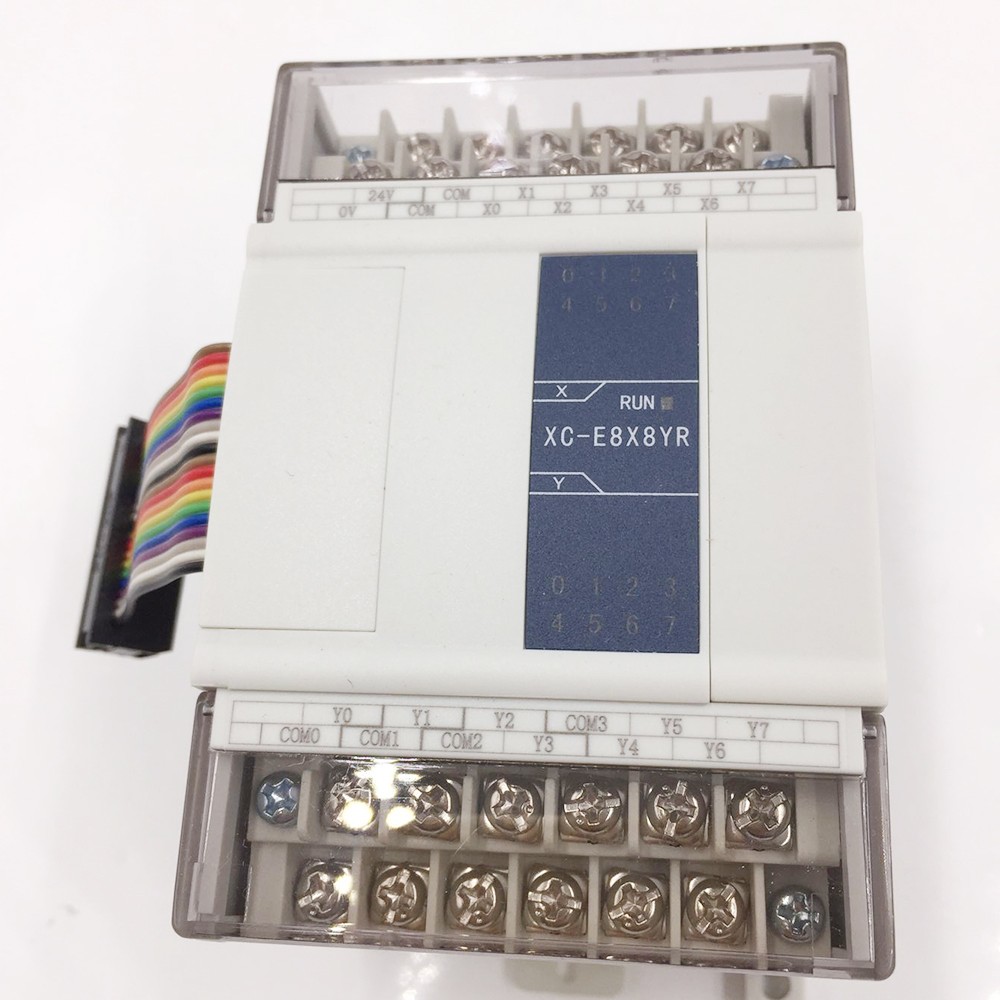 24V COM X1 X3 X5 X7
0V COM X0 X2 X4 X6
0 1 2 3
4 5 6 7
X
RUN
XC-E8X8YR
Y
0 1 2 3
4 5 6 7
Y0 Y1 Y2 COM3 Y5 Y7
COM0 COM1 COM2 Y3 Y4 Y6